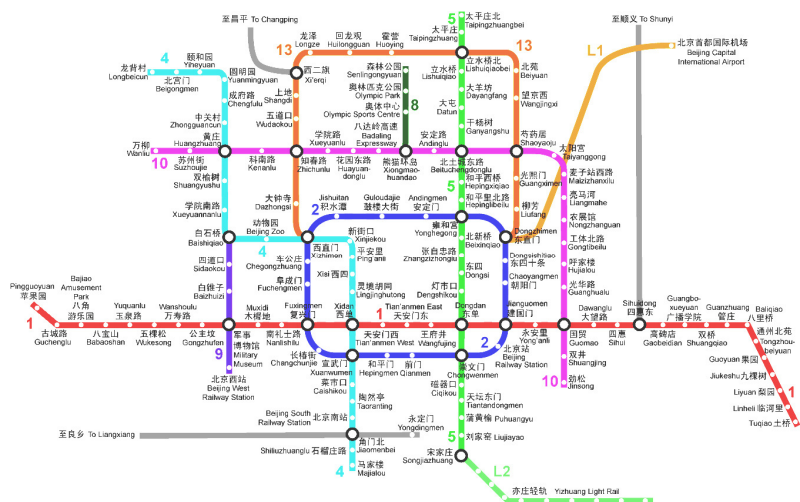 至昌平 To Changping
至顺义 To Shunyi
5
太平庄北
Taipingzhuangbei
太平庄
Taipingzhuang
13
龙泽
Longze
回龙观
Huilongguan
霍营
Huoying
13
L1
北京首都国际机场
Beijing Capital
International Airport
4
龙背村
Longbeicun
颐和园
Yiheyuan
北宫门
Beigongmen
圆明园
Yuanmingyuan
成府路
Chengfulu
中关村
Zhongguancun
黄庄
Huangzhuang
西二旗
Xi'erqi
上地
Shangdi
五道口
Wudaokou
森林公园
Senlingongyuan
奥林匹克公园
Olympic Park
奥体中心
Olympic Sports Centre
8
立水桥北
Lishuiqiaobei
立水桥
Lishuiqiao
大羊坊
Dayangfang
大屯
Datun
干杨树
Ganyangshu
北苑
Beiyuan
望京西
Wangjingxi
芍药居
Shaoyaoju
万柳
Wanliu
10
苏州街
Suzhoujie
科南路
Kenanlu
知春路
Zhichunlu
学院路
Xueyuanlu
花园东路
Huayuan-
donglu
八达岭高速
Badaling
Expressway
熊猫环岛
Xiongmao-
huandao
安定路
Andinglu
北土城东路
Beituchengdonglu
太阳宫
Taiyanggong
麦子站西路
Maizizhanxilu
亮马河
Liangmahe
农展馆
Nongzhanguan
工体北路
Gongtibeilu
呼家楼
Hujialou
光华路
Guanghualu
双榆树
Shuangyushu
学院南路
Xueyuannanlu
白石桥
Baishiqiao
大钟寺
Dazhongsi
5
和平西桥
Hepingxiqiao
和平里北路
Hepinglibeilu
光熙门
Guangximen
柳芳
Liufang
2
Jishuitan
积水潭
Guloudajie
鼓楼大街
Andingmen
安定门
雍和宫
Yonghegong
Dongzhimen
东直门
动物园
Beijing Zoo
4
西直门
Xizhimen
新街口
Xinjiekou
平安里
Ping'anli
Xisi 西四
灵境胡同
Lingjinghutong
北新桥
Beixinqiao
张自忠路
Zhangzizhonglu
东四
Dongsi
灯市口
Dengshikou
Dongsishitiao
东四十条
Chaoyangmen
朝阳门
四道口
Sidaokou
白锥子
Baizhuizi
车公庄
Chegongzhuang
阜成门
Fuchengmen
Pingguoyuan
苹果园
1
古城路
Guchenglu
Bajiao
Amusement
Park
八角
游乐园
八宝山
Babaoshan
Yuquanlu
玉泉路
五棵松
Wukesong
Wanshoulu
万寿路
公主坟
Gongzhufen
军事
博物馆
Military
Museum
9
北京西站
Beijing West
Railway Station
Muxidi
木樨地
南礼士路
Nanlishilu
Fuxingmen
复兴门
Xidan
西单
1
Tian'anmen East
天安门东
天安门西
Tian'anmen West
王府井
Wangfujing
Dongdan
东单
Jianguomen
建国门
永安里
Yong'anli
国贸
Guomao
Dawanglu
大望路
四惠
Sihui
Sihuidong
四惠东
高碑店
Gaobeidian
Guangbo-
xueyuan
广播学院
双桥
Shuangqiao
Guanzhuang
管庄
Baliqiao
八里桥
通州北苑
Tongzhou-
beiyuan
Guoyuan 果园
Jiukeshu 九棵树
Liyuan 梨园
Linheli 临河里
Tuqiao 土桥
1
长椿街
Changchunjie
宣武门
Xuanwumen
和平门
Hepingmen
前门
Qianmen
2
北京站
Beijing
Railway Station
崇文门
Chongwenmen
双井
Shuangjing
劲松
Jinsong
10
菜市口
Caishikou
陶然亭
Taoranting
Beijing South
Railway Station
北京南站
磁器口
Ciqikou
天坛东门
Tiantandongmen
蒲黄榆 Puhuangyu
5
刘家窑 Liujiayao
至良乡 To Liangxiang
永定门
Yongdingmen
角门北
Jiaomenbei
Shiliuzhuanglu 石榴庄路
4
马家楼
Majialou
宋家庄
Songjiazhuang
L2
亦庄轻轨 Yizhuang Light Rail